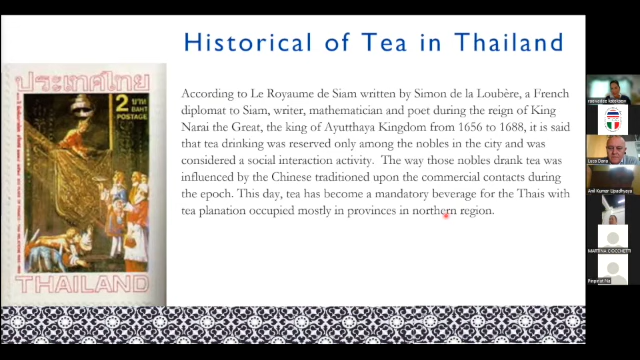 Historical of Tea in Thailand
According to Le Royaume de Siam written by Simon de la Loubère, a French
diplomat to Siam, writer, mathematician and poet during the reign of King
Narai the Great, the king of Ayutthaya Kingdom from 1656 to 1688, it is said
that tea drinking was reserved only among the nobles in the city and was
considered a social interaction activity. The way those nobles drank tea was
influenced by the Chinese traditioned upon the commercial contacts during
the epoch. This day, tea has become a mandatory beverage for the Thais with
tea planation occupied mostly in provinces in northern region.
ประเทศไทย
2 บาท
BAHT
POSTAGE
THAILAND
Luca Dana
Anil Kumar Upadhyaya
MARTINA CIOCCHETTI